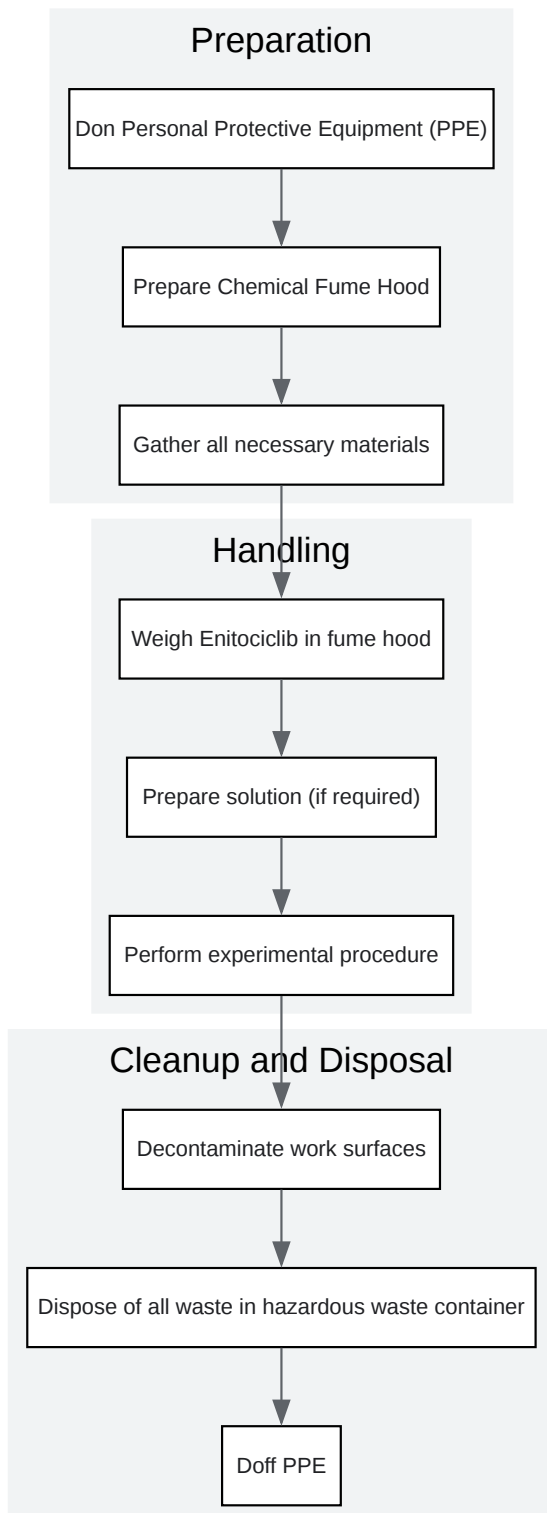 Preparation
Don Personal Protective Equipment (PPE)
Prepare Chemical Fume Hood
Gather all necessary materials
Handling
Weigh Enitociclib in fume hood
Prepare solution (if required)
Perform experimental procedure
Cleanup and Disposal
Decontaminate work surfaces
Dispose of all waste in hazardous waste container
Doff PPE